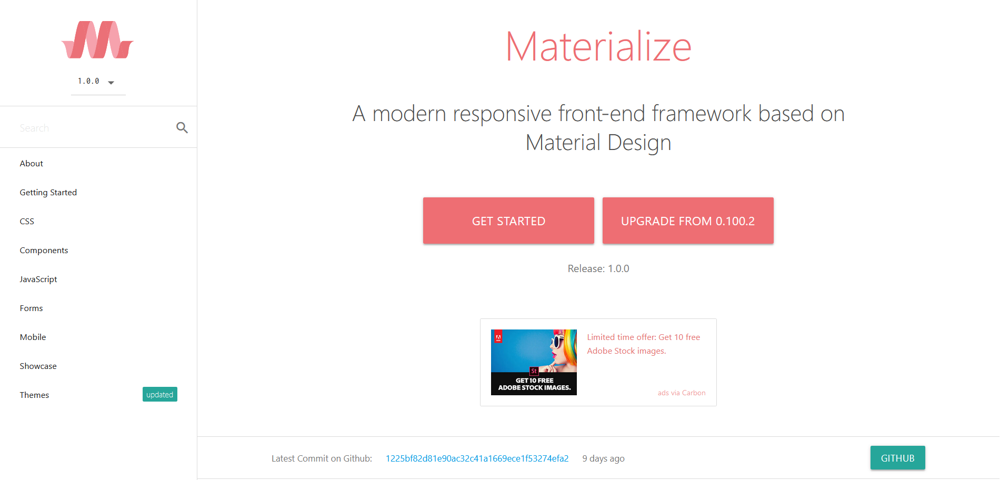 1.0.0
Search
About
Getting Started
CSS
Components
JavaScript
Forms
Mobile
Showcase
Themes
updated
Materialize
A modern responsive front-end framework based on
Material Design
GET STARTED
UPGRADE FROM 0.100.2
Release: 1.0.0
St
GET 10 FREE
ADOBE STOCK IMAGES.
Limited time offer: Get 10 free
Adobe Stock images.
ads via Carbon
Latest Commit on Github:
1225bf82d81e90ac32c41a1669ece1f53274efa2
9 days ago
GITHUB